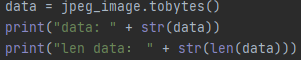 data = jpeg_image.tobytes()
print("data: " + str(data))
print("len data:  " + str(len(data)))